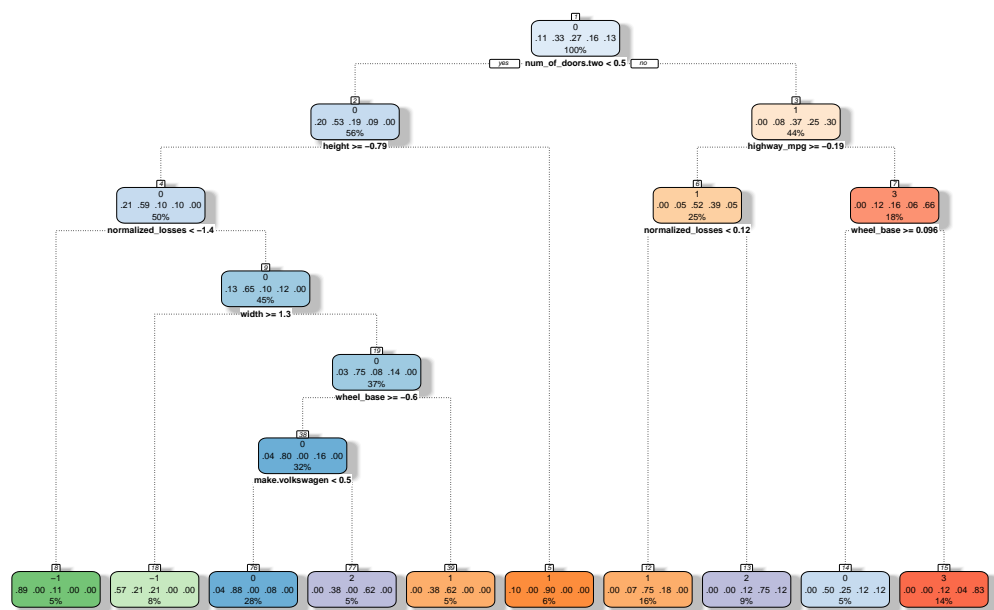 1
0
.11 .33 .27 .16 .13
100%
yes num_of_doors.two < 0.5 no
2
0
.20 .53 .19 .09 .00
56%
height >= −0.79
3
1
.00 .08 .37 .25 .30
44%
highway_mpg >= −0.19
4
0
.21 .59 .10 .10 .00
50%
normalized_losses < −1.4
6
1
.00 .05 .52 .39 .05
25%
normalized_losses < 0.12
7
3
.00 .12 .16 .06 .66
18%
wheel_base >= 0.096
9
0
.13 .65 .10 .12 .00
45%
width >= 1.3
19
0
.03 .75 .08 .14 .00
37%
wheel_base >= −0.6
38
0
.04 .80 .00 .16 .00
32%
make.volkswagen < 0.5
8
−1
.89 .00 .11 .00 .00
5%
18
−1
.57 .21 .21 .00 .00
8%
76
0
.04 .88 .00 .08 .00
28%
77
2
.00 .38 .00 .62 .00
5%
39
1
.00 .38 .62 .00 .00
5%
5
1
.10 .00 .90 .00 .00
6%
12
1
.00 .07 .75 .18 .00
16%
13
2
.00 .00 .12 .75 .12
9%
14
0
.00 .50 .25 .12 .12
5%
15
3
.00 .00 .12 .04 .83
14%